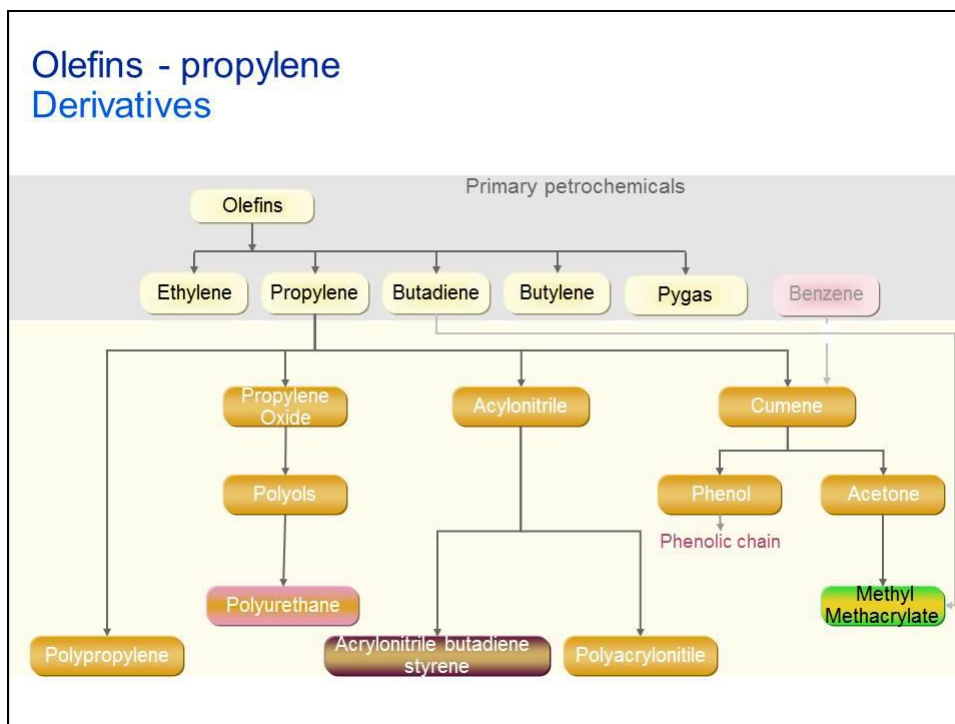 Olefins - propylene
Derivatives
Primary petrochemicals
Olefins
Ethylene
Propylene
Butadiene
Butylene
Pygas
Benzene
Propylene
Oxide
Acylonitrile
Cumene
Polyols
Phenol
Acetone
Phenolic chain
Polyurethane
Methyl
Methacrylate
Polypropylene
Acrylonitrile butadiene
styrene
Polyacrylonitile